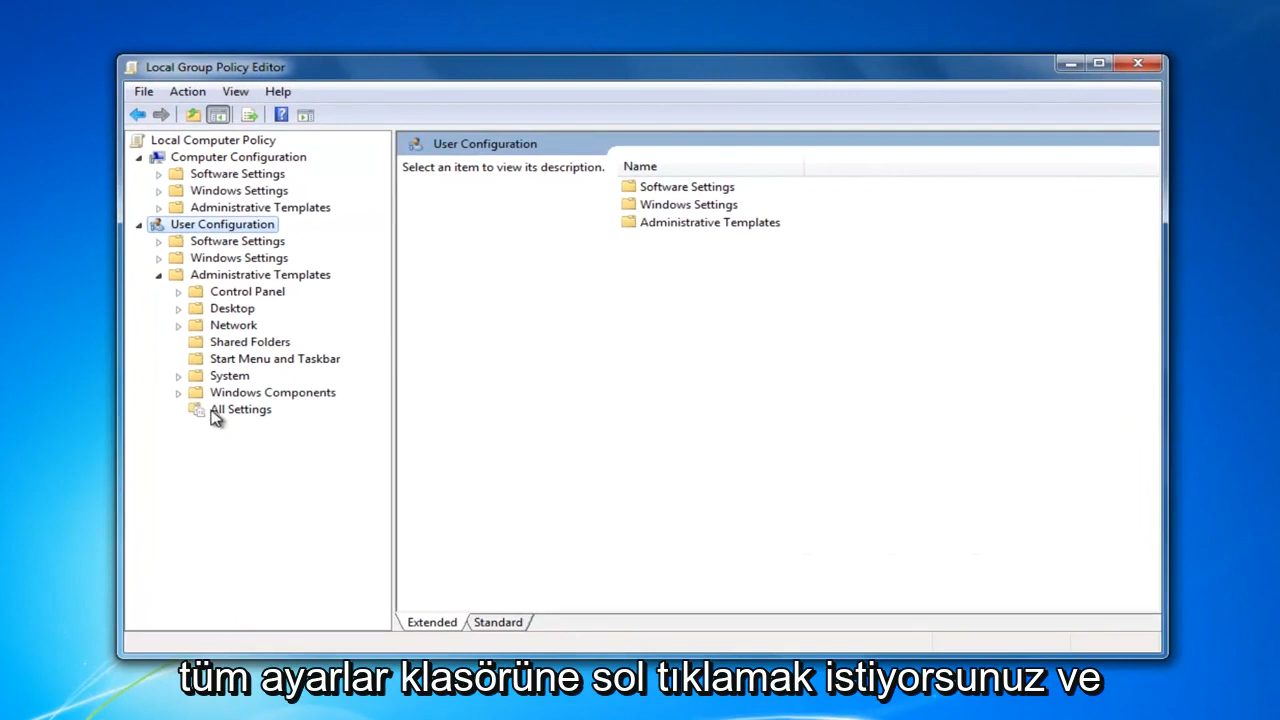 Local Group Policy Editor
File Action View Help
Local Computer Policy
Computer Configuration
Software Settings
Windows Settings
Administrative Templates
User Configuration
Software Settings
Windows Settings
Administrative Templates
Control Panel
Desktop
Network
Shared Folders
Start Menu and Taskbar
System
Windows Components
All Settings
User Configuration
Select an item to view its description.
Name
Software Settings
Windows Settings
Administrative Templates
Extended Standard
tüm ayarlar klasörüne sol tıklamak istiyorsunuz ve